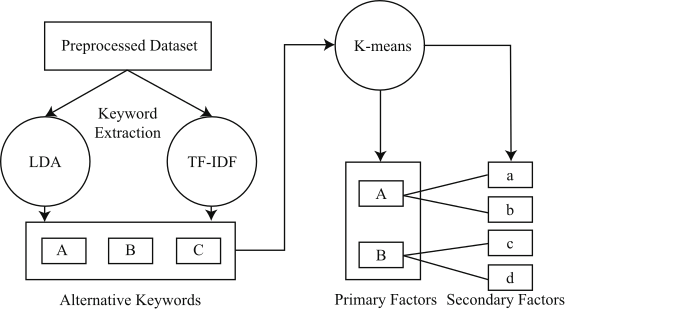 Preprocessed Dataset
Keyword
Extraction
LDA
TF-IDF
A
B
C
Alternative Keywords
K-means
A
B
a
b
c
d
Primary Factors
Secondary Factors